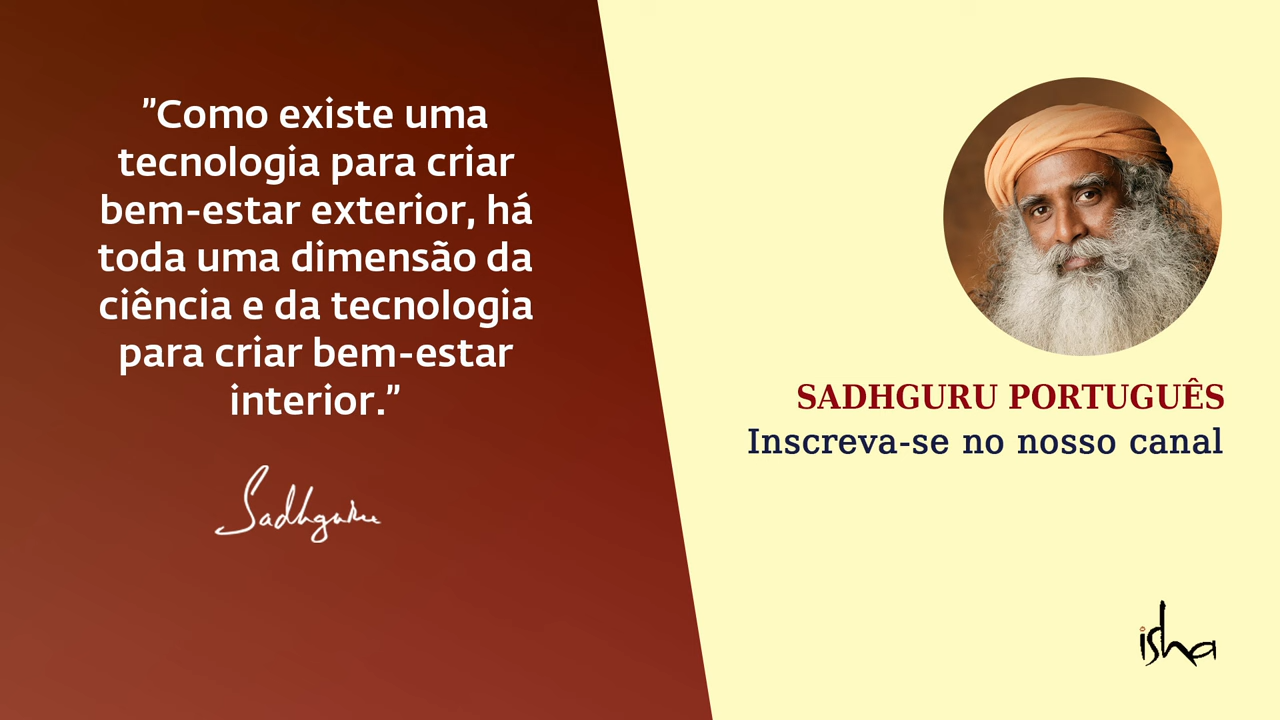 ”Como existe uma
tecnologia para criar
bem-estar exterior, há
toda uma dimensão da
ciência e da tecnologia
para criar bem-estar
interior.”
Sadhguru
SADHGURU PORTUGUÊS
Inscreva-se no nosso canal
isha